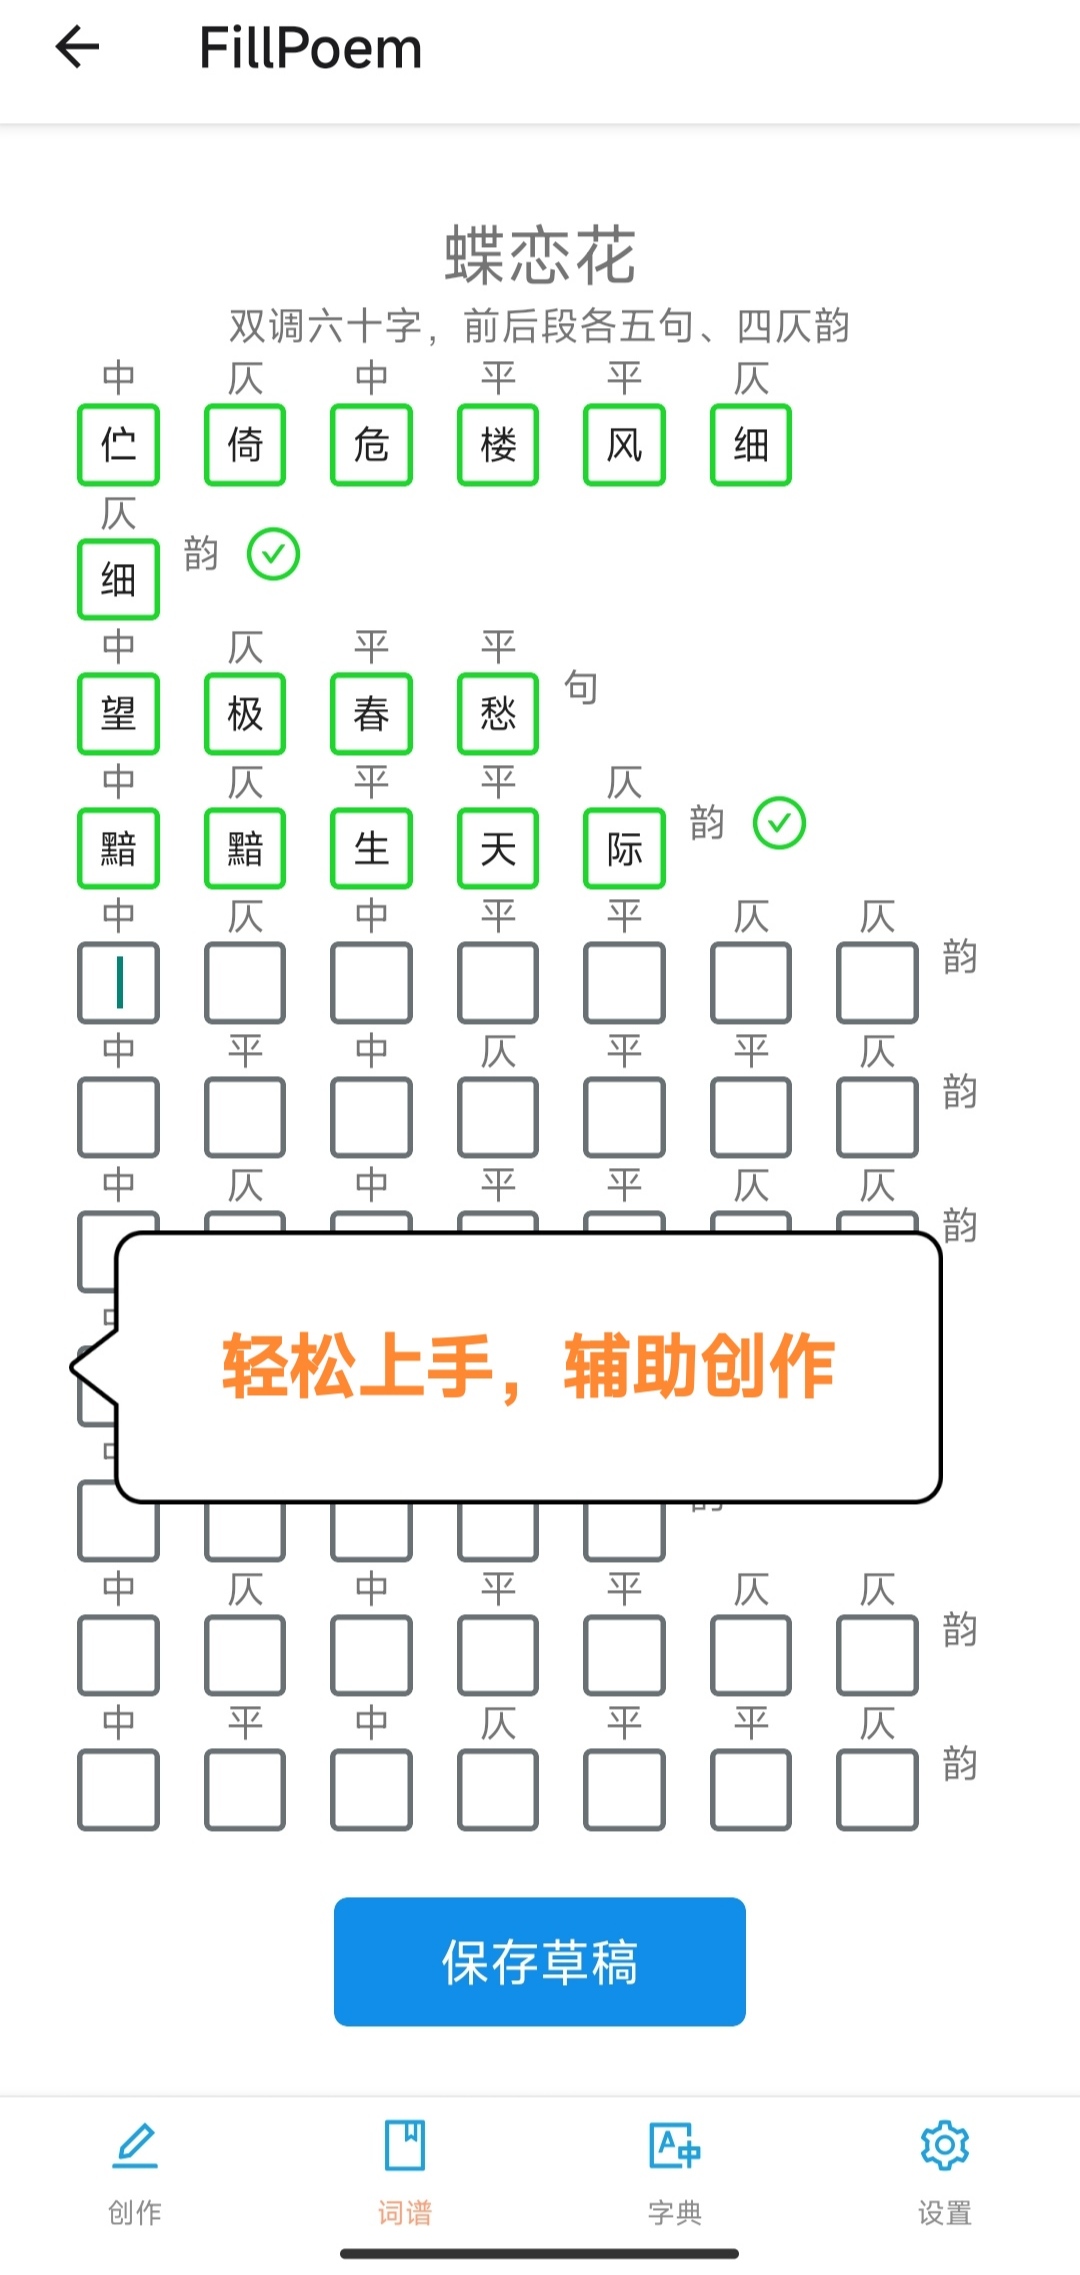 FillPoem
蝶恋花
双调六十字，前后段各五句、四仄韵
中 仄 中 平 平 仄
伫 倚 危 楼 风 细
仄
细 韵
中 仄 平 平
望 极 春 愁 句
中 仄 平 平 仄
黯 黯 生 天 际 韵
中 仄 中 平 平 仄 仄
韵
中 平 中 仄 平 平 仄
韵
中 仄 中 平 平 仄 仄
韵
轻松上手，辅助创作
中 仄 中 平 平 仄 仄
韵
中 平 中 仄 平 平 仄
韵
保存草稿
创作 词谱 字典 设置